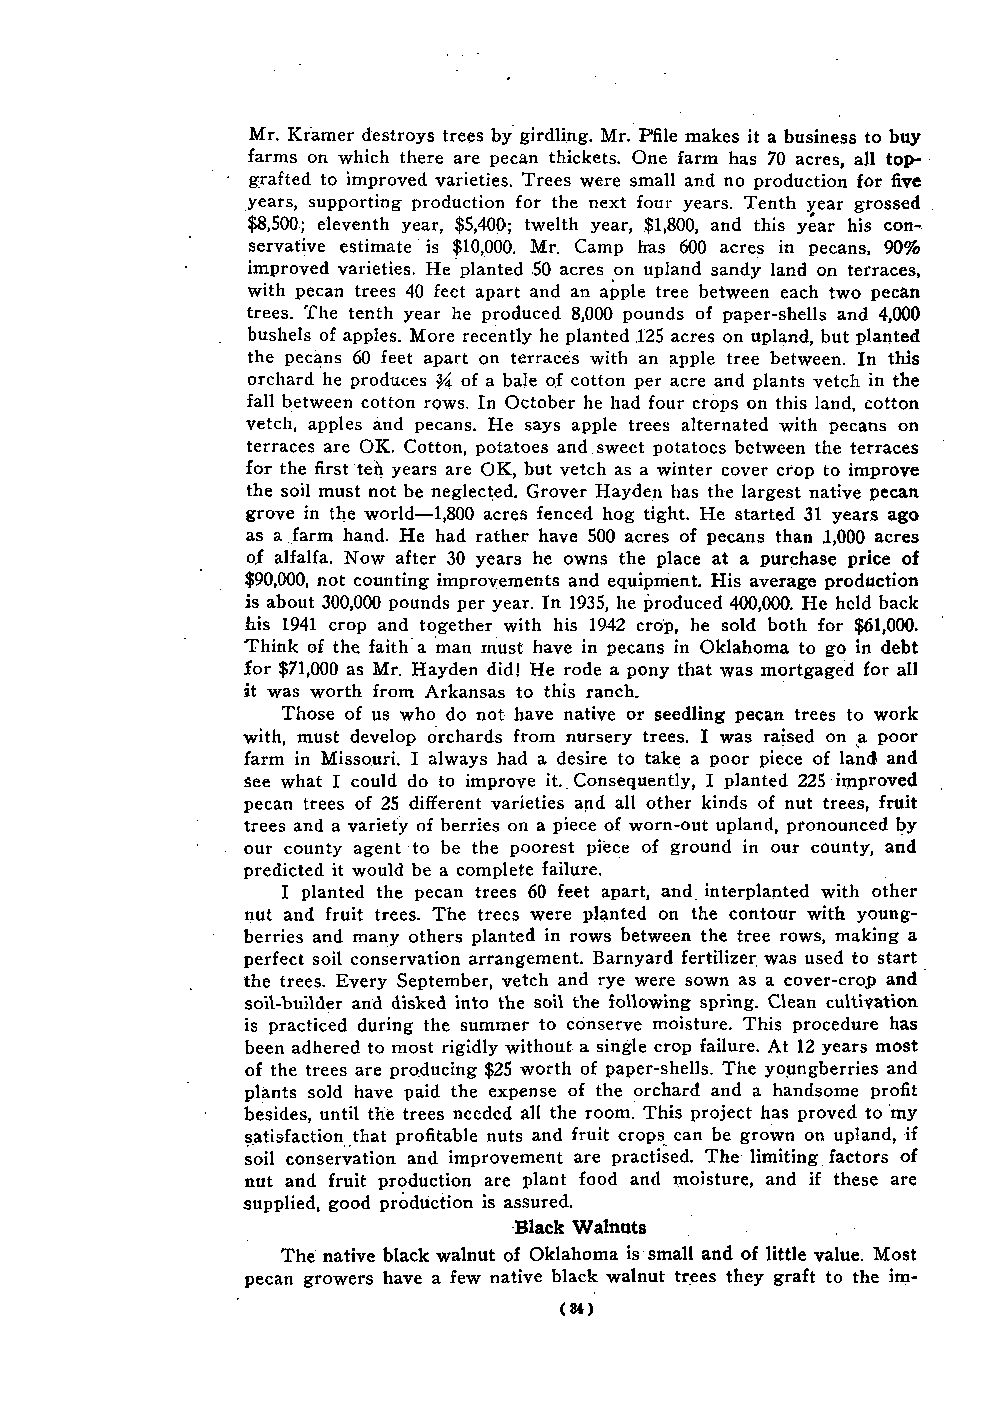 Mr. Kramer destroys trees by girdling. Mr. Pfile makes it a business to buy
farms on which there are pecan thickets. One farm has 70 acres, all top-
grafted to improved varieties. Trees were small and no production for five
years, supporting production for the next four years. Tenth year grossed
$8,500; eleventh year, $5,400; twelth year, $1,800, and this year his con-
servative estimate is $10,000. Mr. Camp has 600 acres in pecans, 90%
improved varieties. He planted 50 acres on upland sandy land on terraces,
with pecan trees 40 feet apart and an apple tree between each two pecan
trees. The tenth year he produced 8,000 pounds of paper-shells and 4,000
bushels of apples. More recently he planted 125 acres on upland, but planted
the pecans 60 feet apart on terraces with an apple tree between. In this
orchard he produces ¾ of a bale of cotton per acre and plants vetch in the
fall between cotton rows. In October he had four crops on this land, cotton
vetch, apples and pecans. He says apple trees alternated with pecans on
terraces are OK. Cotton, potatoes and sweet potatoes between the terraces
for the first ten years are OK, but vetch as a winter cover crop to improve
the soil must not be neglected. Grover Hayden has the largest native pecan
grove in the world—1,800 acres fenced hog tight. He started 31 years ago
as a farm hand. He had rather have 500 acres of pecans than 1,000 acres
of alfalfa. Now after 30 years he owns the place at a purchase price of
$90,000, not counting improvements and equipment. His average production
is about 300,000 pounds per year. In 1935, he produced 400,000. He held back
his 1941 crop and together with his 1942 crop, he sold both for $61,000.
Think of the faith a man must have in pecans in Oklahoma to go in debt
for $71,000 as Mr. Hayden did! He rode a pony that was mortgaged for all
it was worth from Arkansas to this ranch.
Those of us who do not have native or seedling pecan trees to work
with, must develop orchards from nursery trees. I was raised on a poor
farm in Missouri. I always had a desire to take a poor piece of land and
see what I could do to improve it. Consequently, I planted 225 improved
pecan trees of 25 different varieties and all other kinds of nut trees, fruit
trees and a variety of berries on a piece of worn-out upland, pronounced by
our county agent to be the poorest piece of ground in our county, and
predicted it would be a complete failure.
I planted the pecan trees 60 feet apart, and interplanted with other
nut and fruit trees. The trees were planted on the contour with young-
berries and many others planted in rows between the tree rows, making a
perfect soil conservation arrangement. Barnyard fertilizer was used to start
the trees. Every September, vetch and rye were sown as a cover-crop and
soil-builder and disked into the soil the following spring. Clean cultivation
is practiced during the summer to conserve moisture. This procedure has
been adhered to most rigidly without a single crop failure. At 12 years most
of the trees are producing $25 worth of paper-shells. The youngberries and
plants sold have paid the expense of the orchard and a handsome profit
besides, until the trees needed all the room. This project has proved to my
satisfaction that profitable nuts and fruit crops can be grown on upland, if
soil conservation and improvement are practised. The limiting factors of
nut and fruit production are plant food and moisture, and if these are
supplied, good production is assured.
Black Walnuts
The native black walnut of Oklahoma is small and of little value. Most
pecan growers have a few native black walnut trees they graft to the im-
(34)